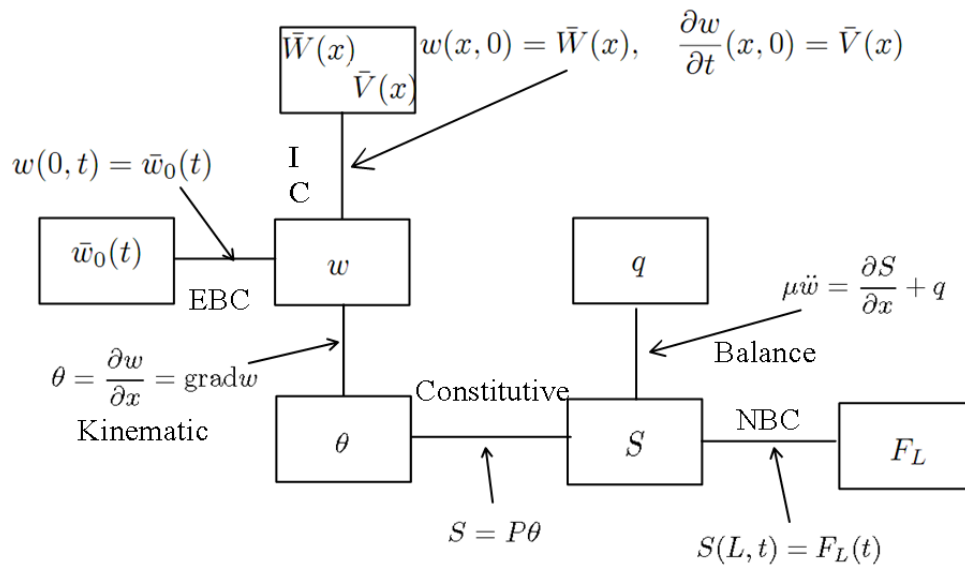 W̄(x)
V̄(x)
w(x, 0) = W̄(x), ∂w/∂t (x, 0) = V̄(x)
I
C
w(0, t) = w̄₀(t)
w̄₀(t)
EBC
w
q
μẅ = ∂S/∂x + q
Balance
θ = ∂w/∂x = gradw
Kinematic
Constitutive
θ
S
NBC
F_L
S = Pθ
S(L, t) = F_L(t)